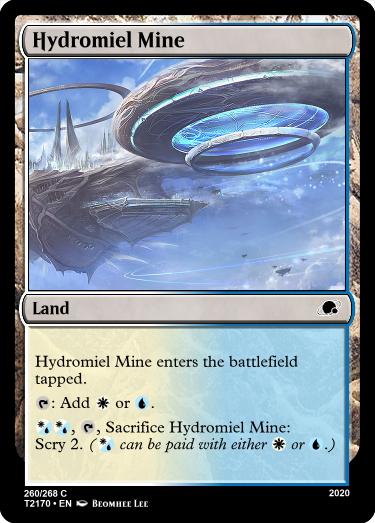 Hydromiel Mine
Land
Hydromiel Mine enters the battlefield
tapped.
: Add or .
, , Sacrifice Hydromiel Mine:
Scry 2. ( can be paid with either or .)
260/268 C 2020
T2170 • EN Beomhee Lee